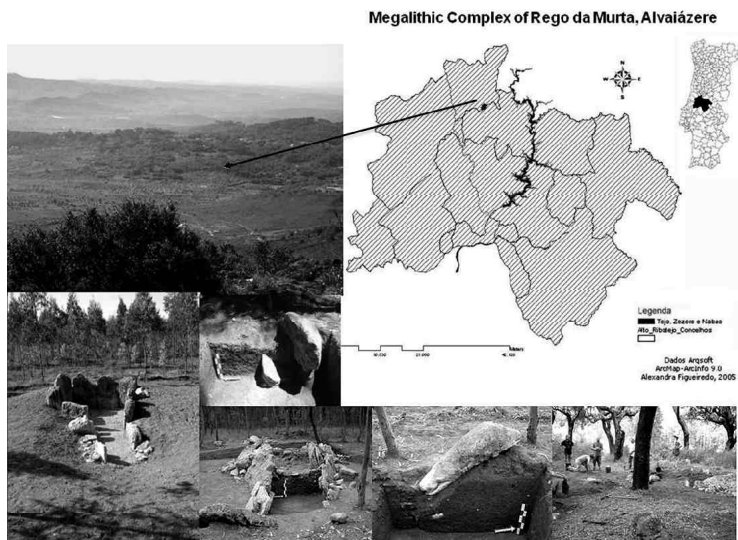 Megalithic Complex of Rego da Murta, Alvaiázere
N
W E
S
Legenda
Tejo, Zezere e Nabao
Alto_Ribatejo_Concelhos
Dados Arqsoft
ArcMap-ArcInfo 9.0
Alexandra Figueiredo, 2005